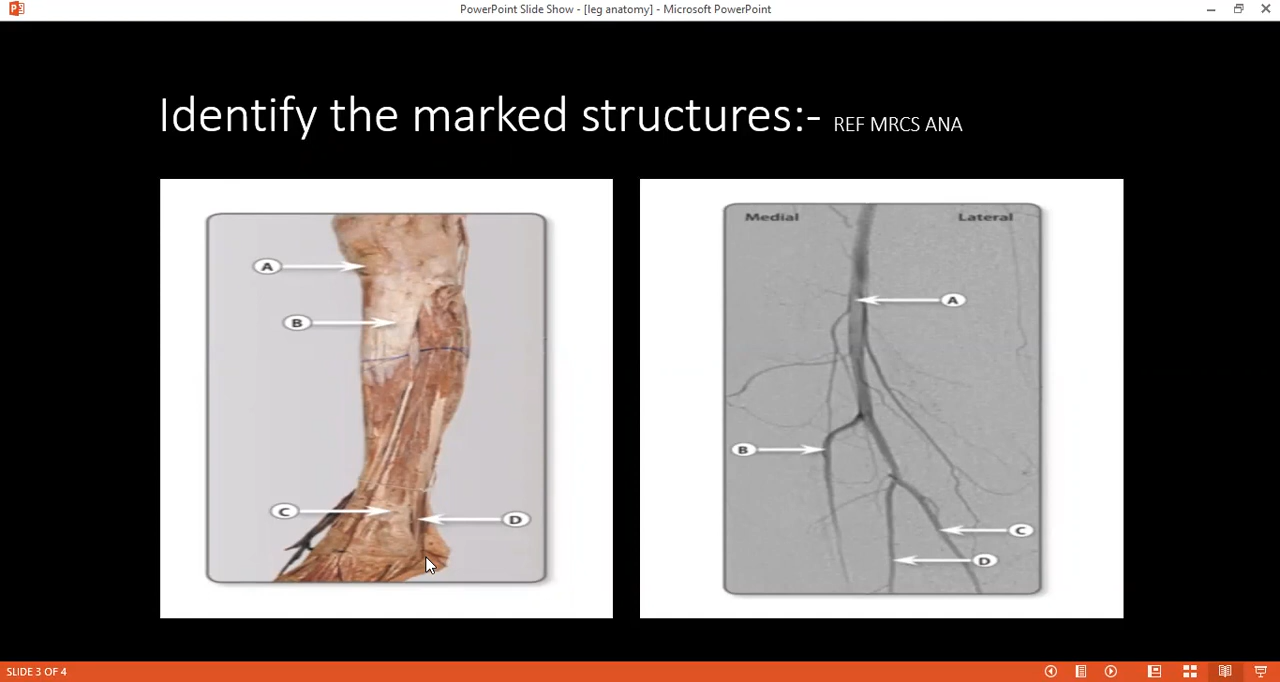 PowerPoint Slide Show - [leg anatomy] - Microsoft PowerPoint
Identify the marked structures:- REF MRCS ANA
A
B
C
D
Medial
Lateral
A
B
C
D
SLIDE 3 OF 4